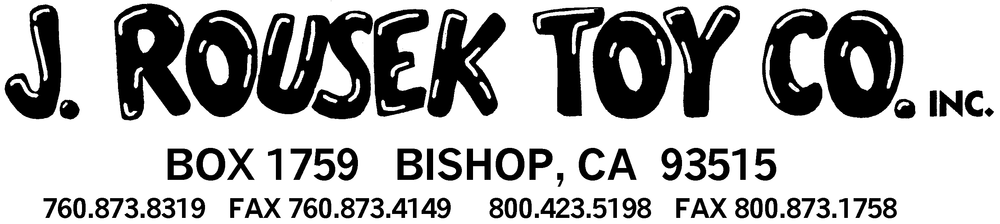 J. ROUSEK TOY CO. INC.
BOX 1759 BISHOP, CA 93515
760.873.8319 FAX 760.873.4149 800.423.5198 FAX 800.873.1758